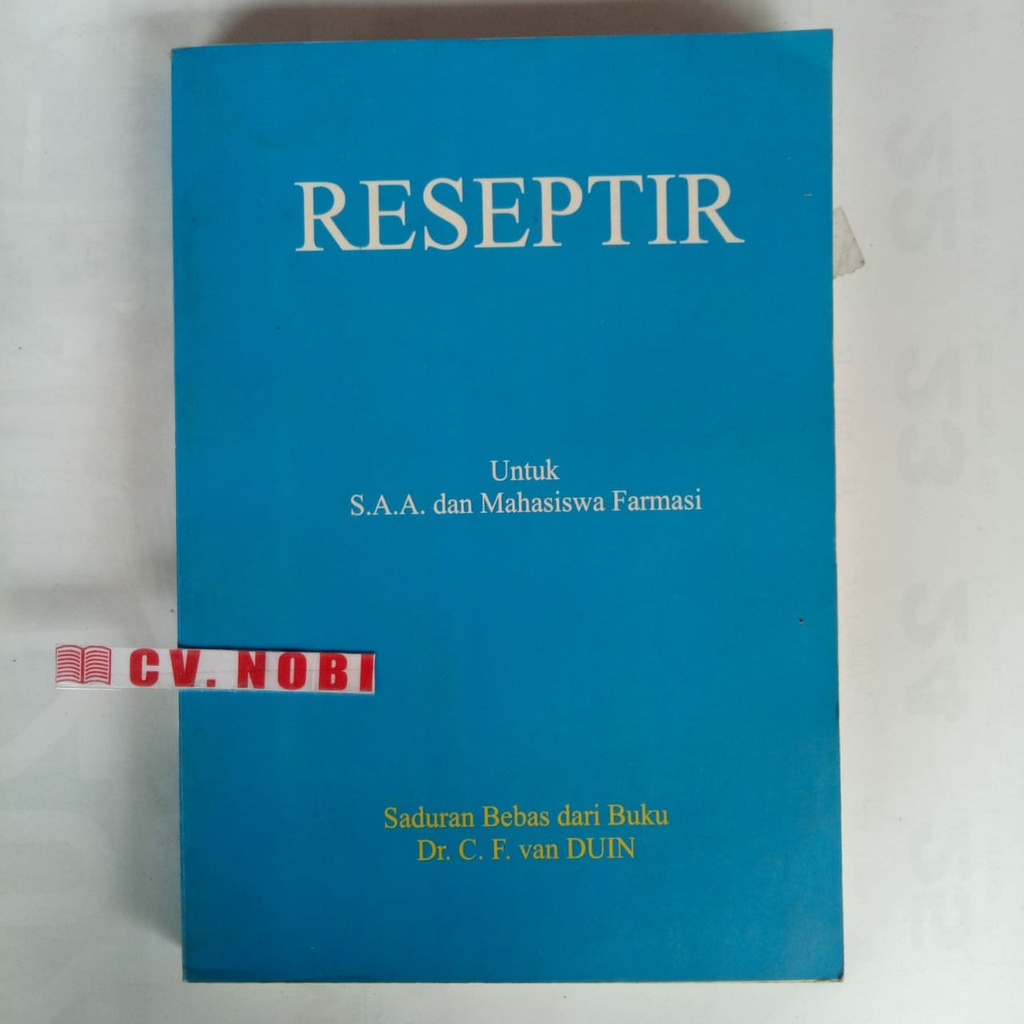 RESEPTIR
Untuk
S.A.A. dan Mahasiswa Farmasi
CV. NOBI
Saduran Bebas dari Buku
Dr. C. F. van DUIN